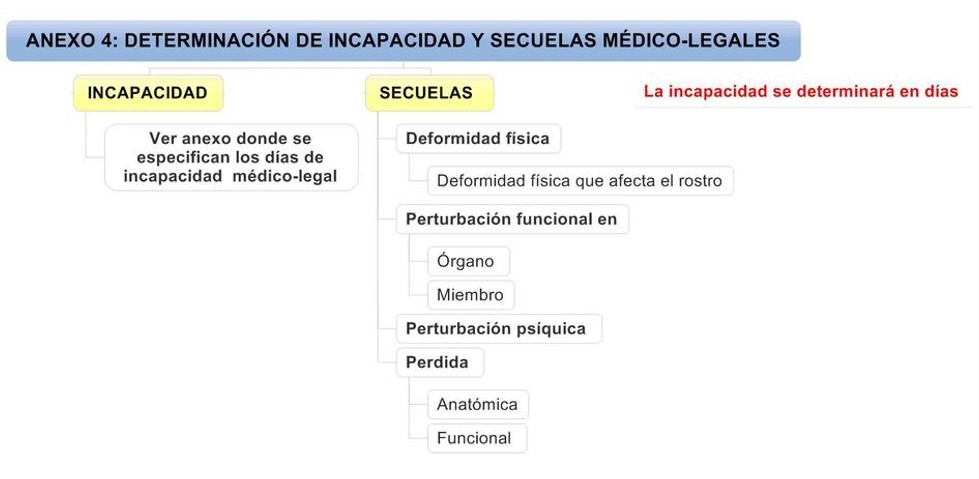 ANEXO 4: DETERMINACIÓN DE INCAPACIDAD Y SECUELAS MÉDICO-LEGALES
INCAPACIDAD
Ver anexo donde se
especifican los días de
incapacidad médico-legal
SECUELAS
Deformidad física
Deformidad física que afecta el rostro
Perturbación funcional en
Órgano
Miembro
Perturbación psíquica
Perdida
Anatómica
Funcional
La incapacidad se determinará en días